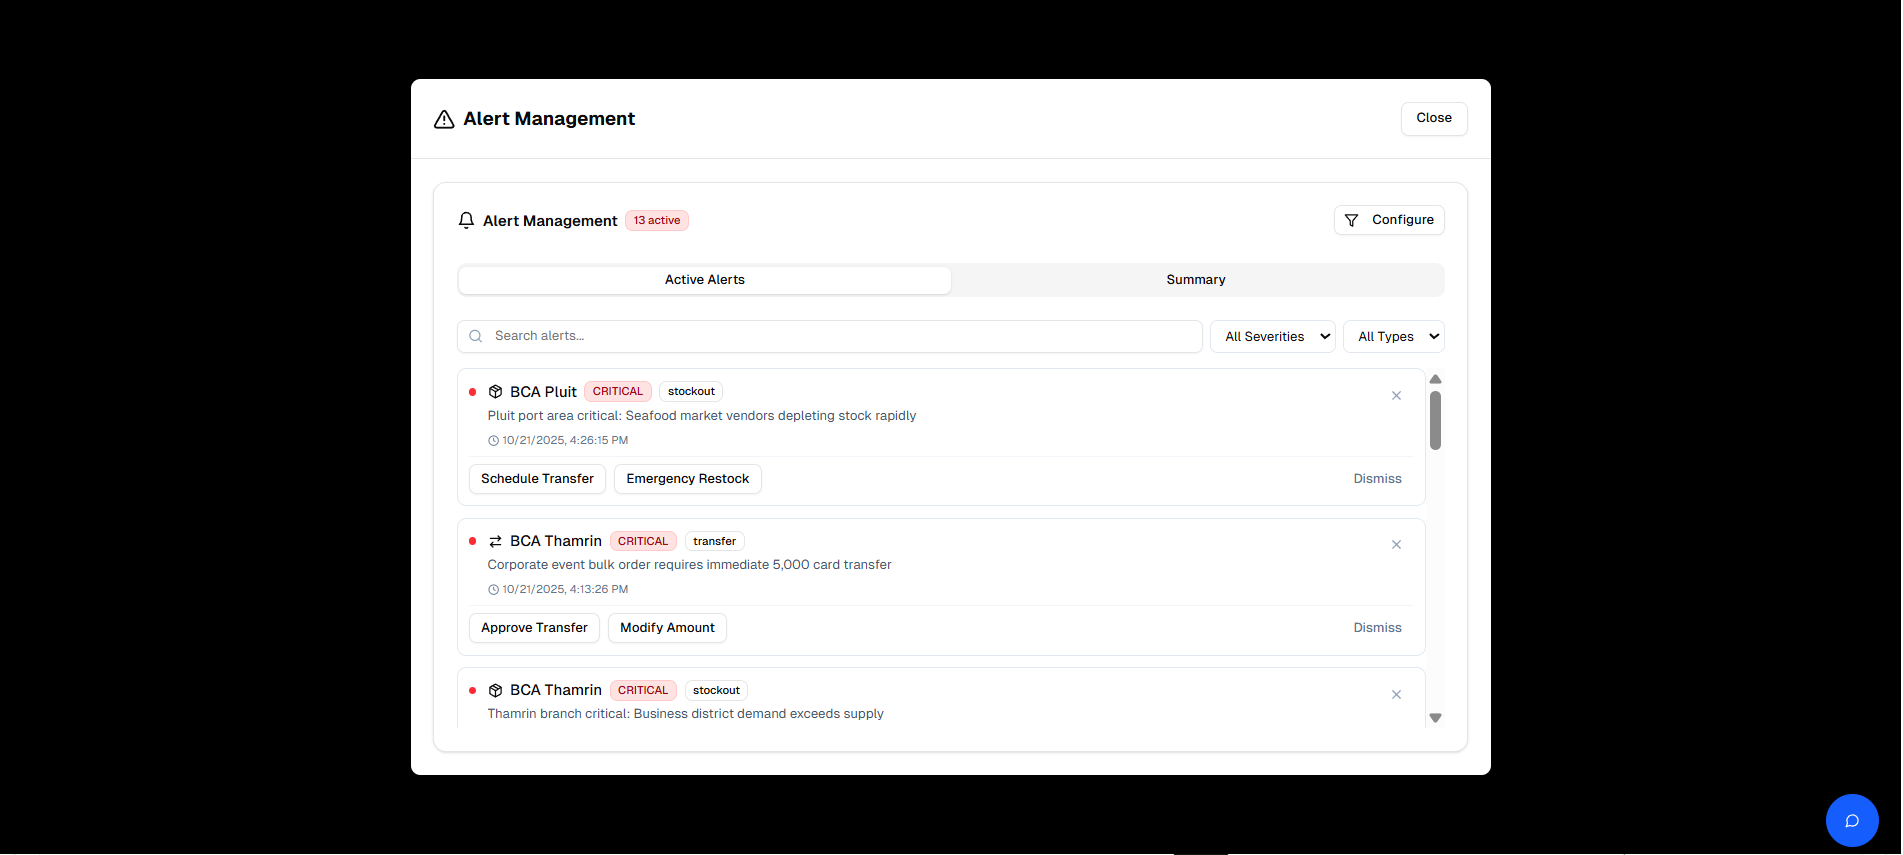 Alert Management
Close
Alert Management 13 active
Configure
Active Alerts
Summary
Search alerts...
All Severities
All Types
BCA Pluit CRITICAL stockout
Pluit port area critical: Seafood market vendors depleting stock rapidly
10/21/2025, 4:26:15 PM
Schedule Transfer Emergency Restock Dismiss
BCA Thamrin CRITICAL transfer
Corporate event bulk order requires immediate 5,000 card transfer
10/21/2025, 4:13:26 PM
Approve Transfer Modify Amount Dismiss
BCA Thamrin CRITICAL stockout
Thamrin branch critical: Business district demand exceeds supply